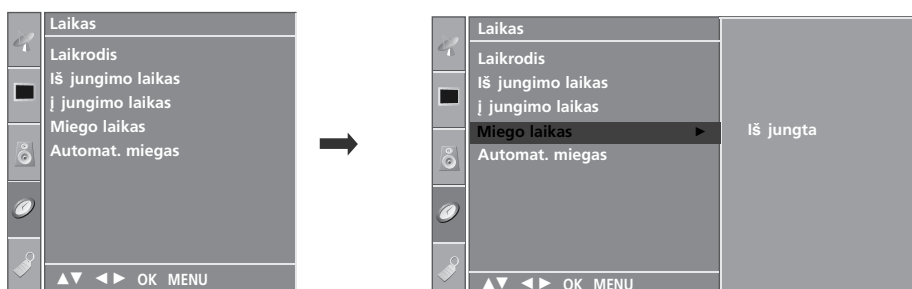 Laikas
Laikrodis
Iš jungimo laikas
į jungimo laikas
Miego laikas
Automat. miegas
▲▼ ◄► OK MENU
Laikas
Laikrodis
Iš jungimo laikas
į jungimo laikas
Miego laikas ►
Iš jungta
Automat. miegas
▲▼ ◄► OK MENU